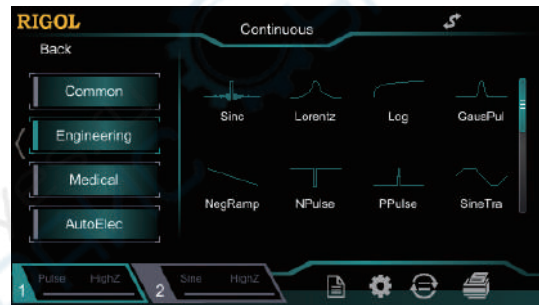 RIGOL
Continuous
Back
Common
Engineering
Medical
AutoElec
Sinc
Lorentz
Log
GausPul
NegRamp
NPulse
PPulse
SineTra
1
Pulse
HighZ
2
Sine
HighZ